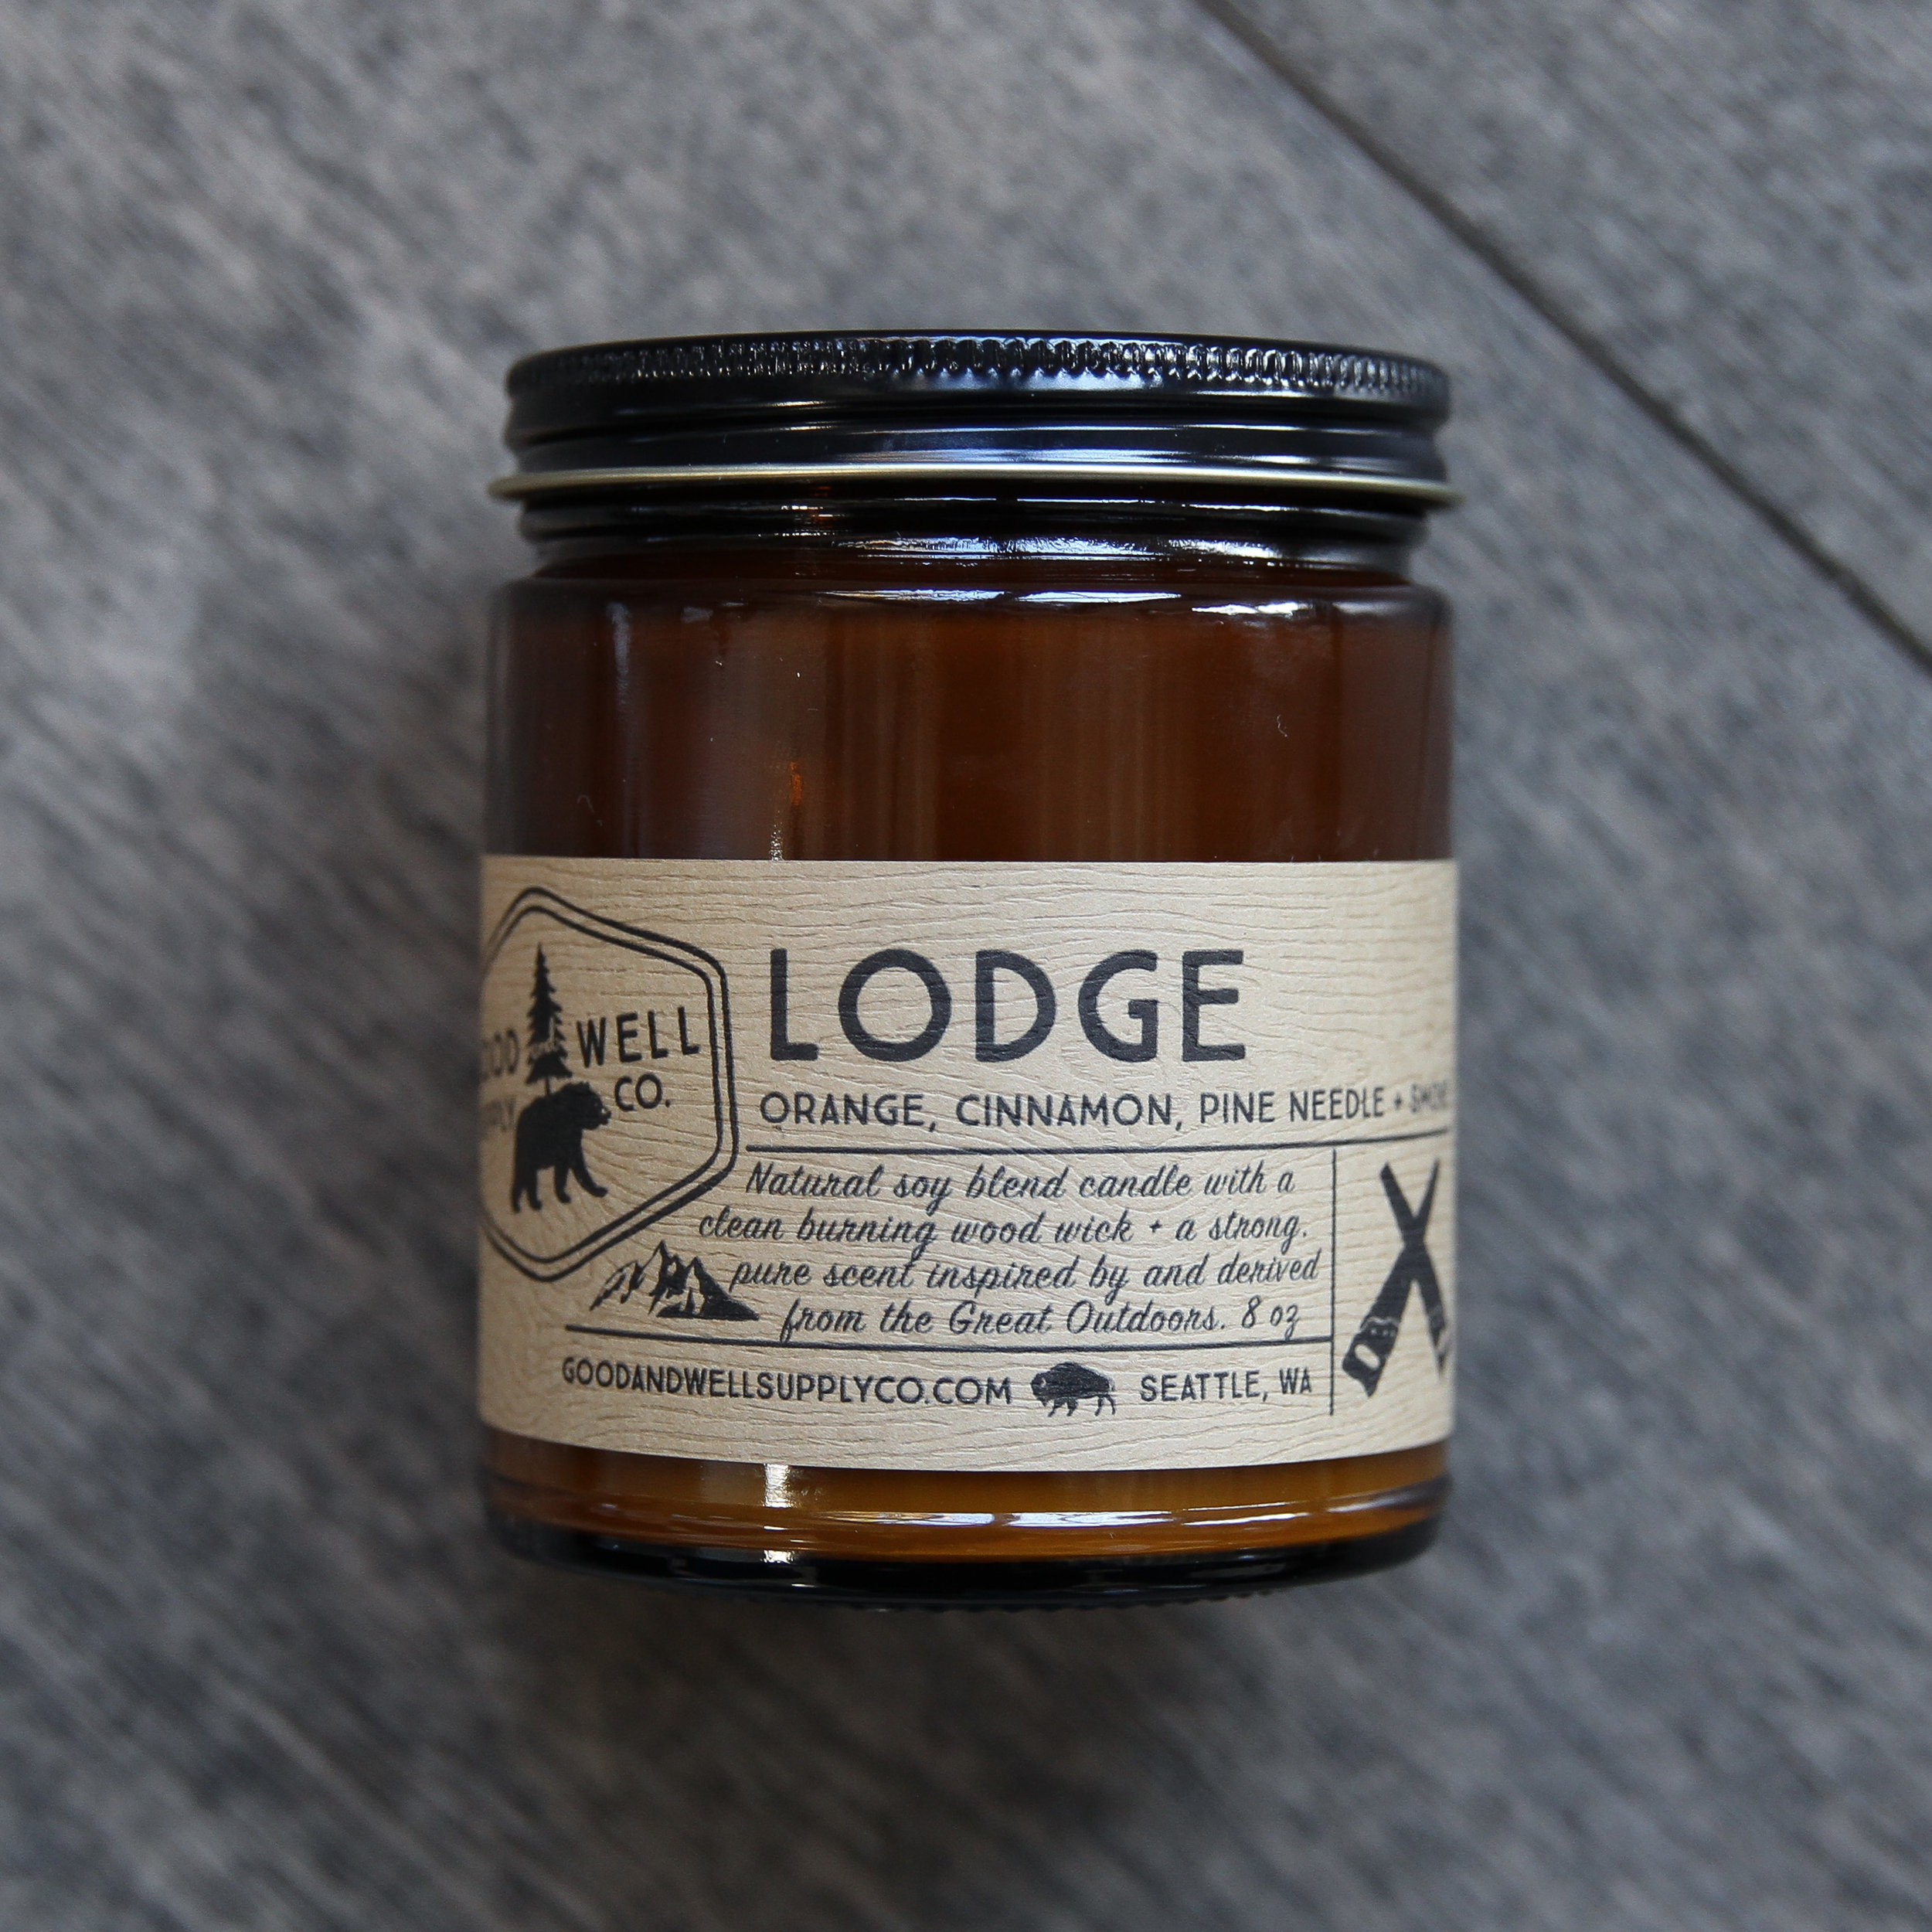 WELL
CO.
LODGE
ORANGE, CINNAMON, PINE NEEDLE + SMOKE
Natural soy blend candle with a
clean burning wood wick + a strong.
pure scent inspired by and derived
from the Great Outdoors. 8 oz
GOODANDWELLSUPPLYCO.COM
SEATTLE, WA